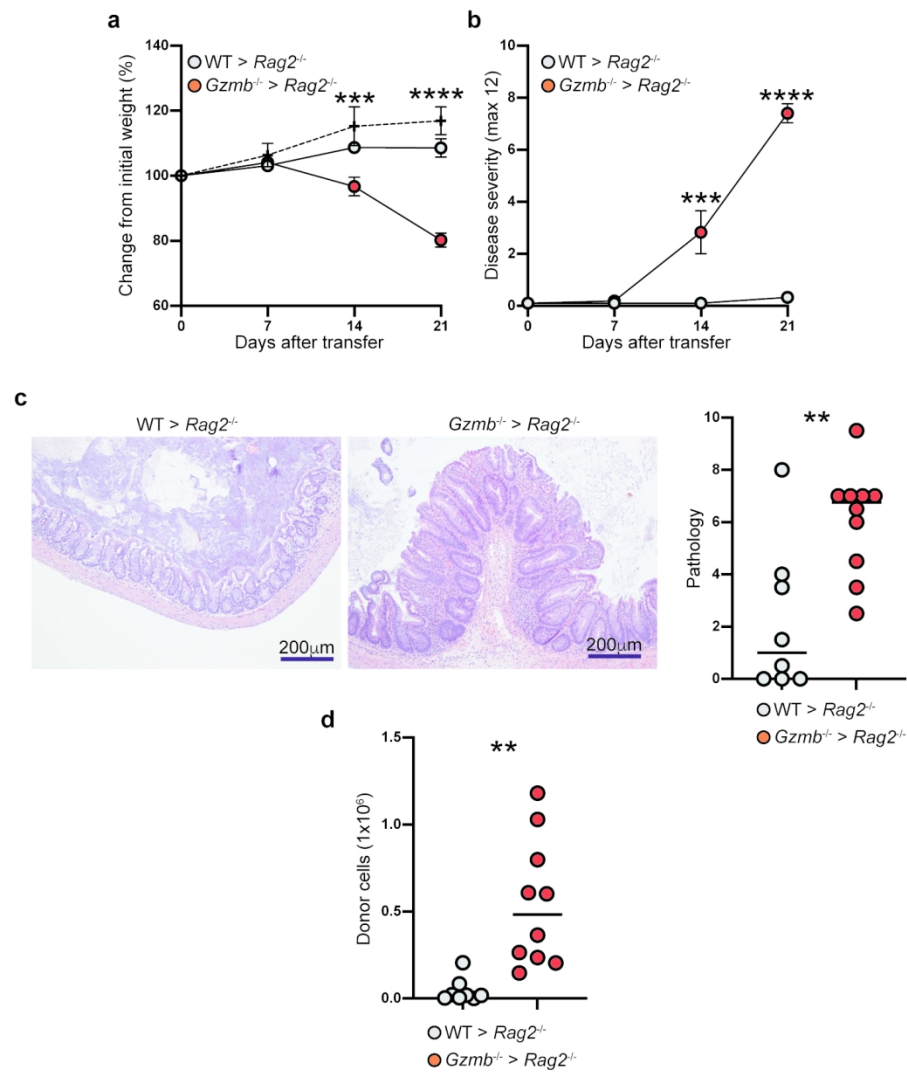 a
140
120
100
80
60
Change from initial weight (%)
WT > Rag2-/-
Gzmb-/- > Rag2-/-
***
****
0 7 14 21
Days after transfer
b
10
8
6
4
2
0
Disease severity (max 12)
WT > Rag2-/-
Gzmb-/- > Rag2-/-
***
****
0 7 14 21
Days after transfer
c
WT > Rag2-/-
200µm
Gzmb-/- > Rag2-/-
200µm
10
8
6
4
2
0
Pathology
**
WT > Rag2-/-
Gzmb-/- > Rag2-/-
d
1.5
1.0
0.5
0.0
Donor cells (1x10⁶)
**
WT > Rag2-/-
Gzmb-/- > Rag2-/-